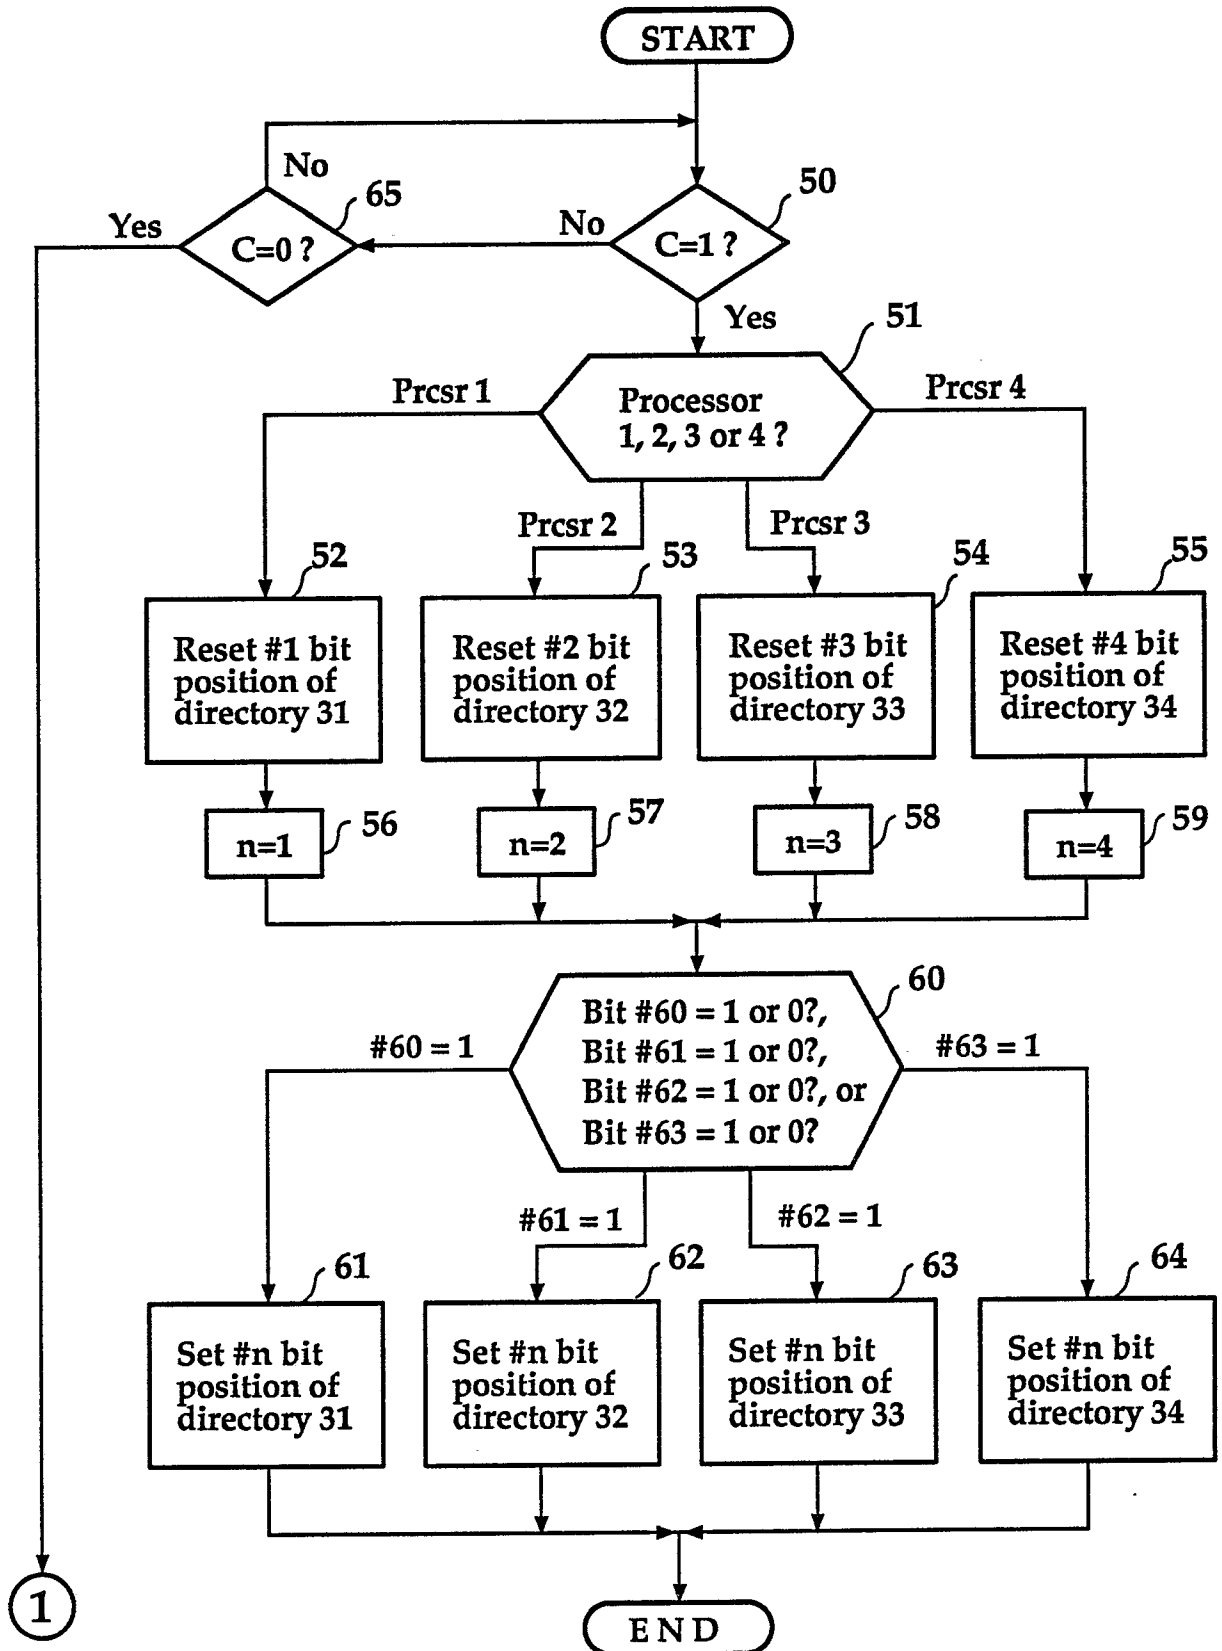 START
No
65
50
Yes
No
C=0 ?
C=1 ?
Yes
51
Prcsr 1
Processor
1, 2, 3 or 4 ?
Prcsr 4
Prcsr 2
Prcsr 3
52
53
54
55
Reset #1 bit
position of
directory 31
Reset #2 bit
position of
directory 32
Reset #3 bit
position of
directory 33
Reset #4 bit
position of
directory 34
n=1
56
n=2
57
n=3
58
n=4
59
60
Bit #60 = 1 or 0?,
Bit #61 = 1 or 0?,
Bit #62 = 1 or 0?, or
Bit #63 = 1 or 0?
#60 = 1
#63 = 1
#61 = 1
#62 = 1
61
62
63
64
Set #n bit
position of
directory 31
Set #n bit
position of
directory 32
Set #n bit
position of
directory 33
Set #n bit
position of
directory 34
1
END